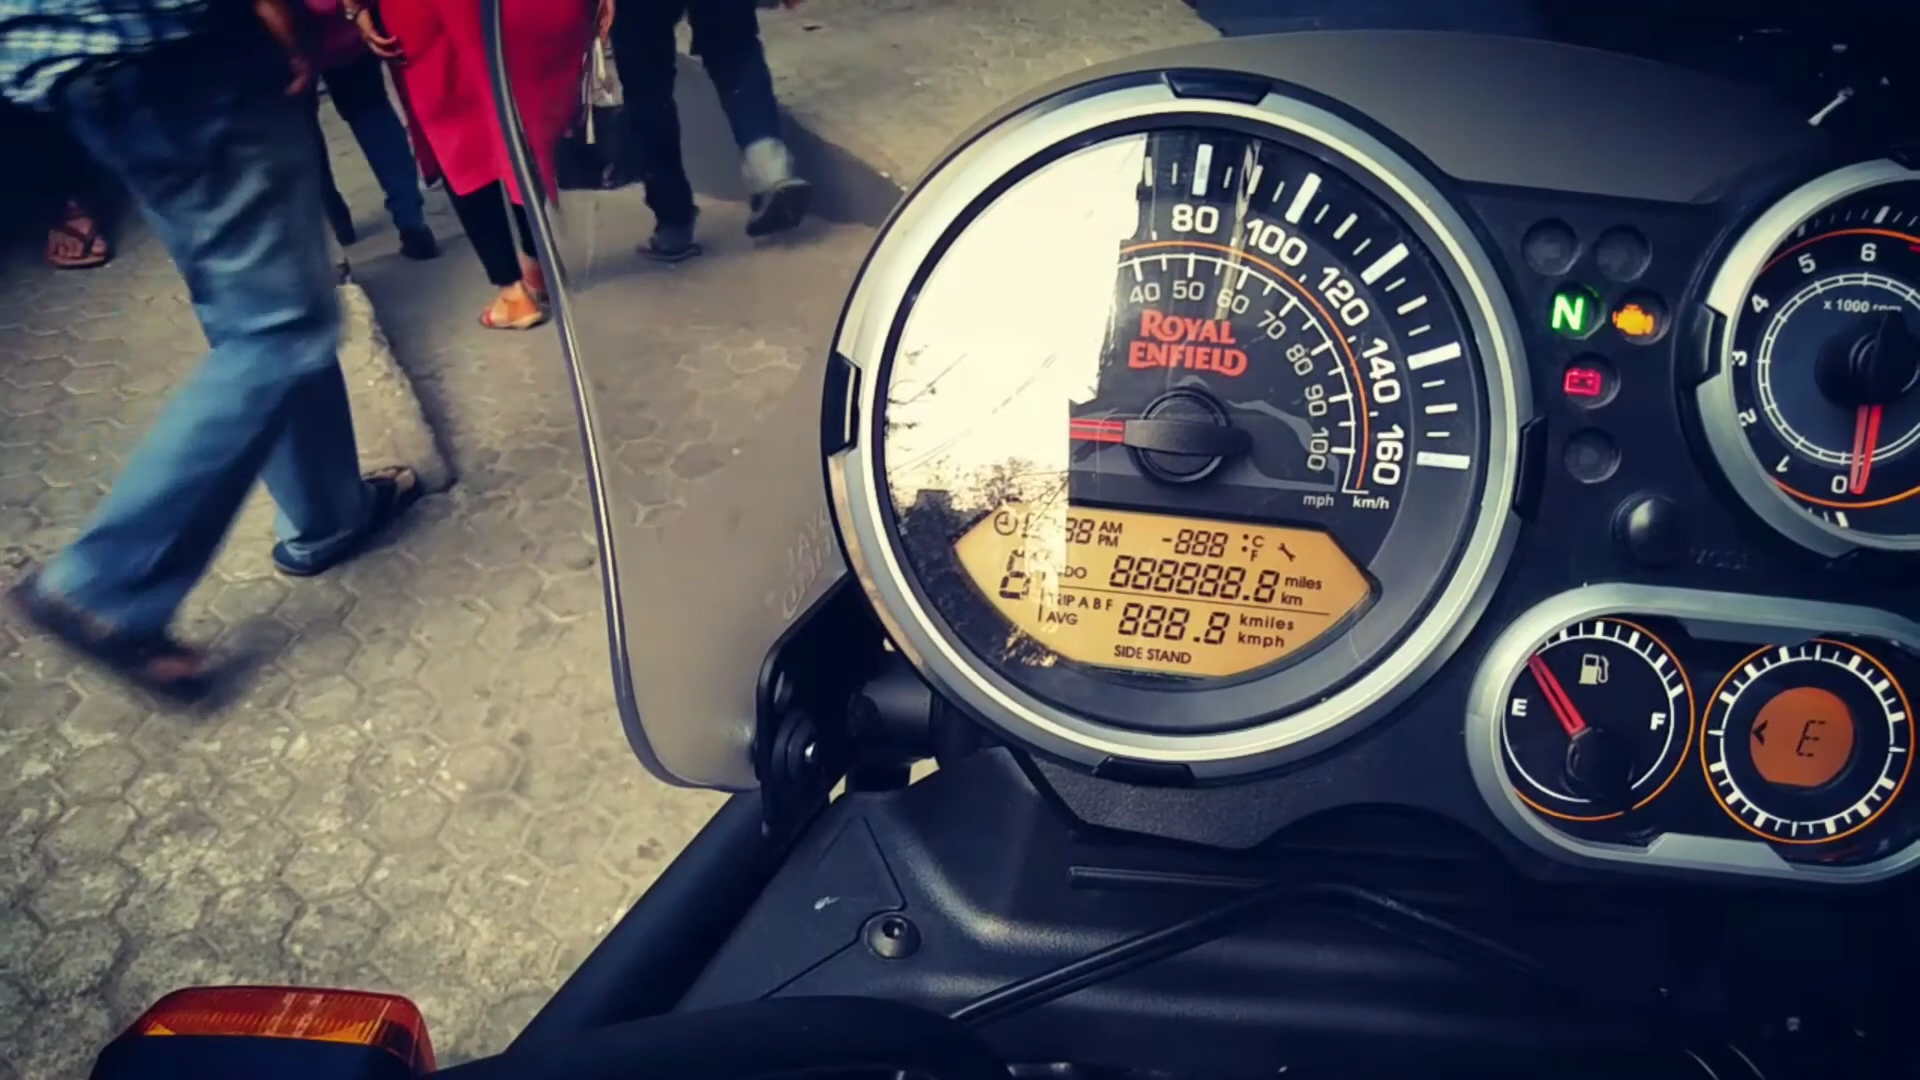 80
100
120
140
160
40
50
60
70
80
90
100
ROYAL
ENFIELD
mph
km/h
88 AM
PM
-888 °C
F
888888.8 miles
km
A B F
AVG
888.8 kmiles
kmph
SIDE STAND
N
0
1
2
3
4
5
6
x 1000
E
F
E